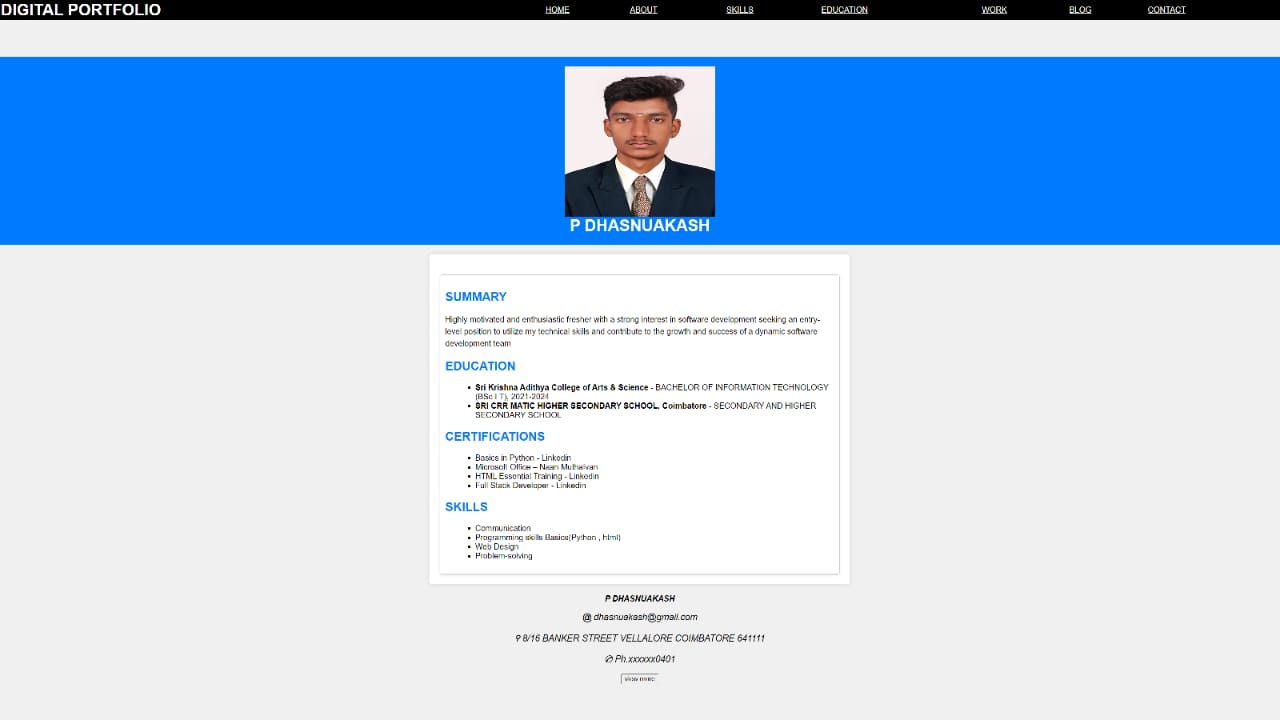 DIGITAL PORTFOLIO HOME ABOUT SKILLS EDUCATION WORK BLOG CONTACT
P DHASNUAKASH
SUMMARY
Highly motivated and enthusiastic fresher with a strong interest in software development seeking an entry-
level position to utilize my technical skills and contribute to the growth and success of a dynamic software
development team
EDUCATION
• Sri Krishna Adithya College of Arts & Science - BACHELOR OF INFORMATION TECHNOLOGY
(BSc I T), 2021-2024
• SRI CRR MATIC HIGHER SECONDARY SCHOOL, Coimbatore - SECONDARY AND HIGHER
SECONDARY SCHOOL
CERTIFICATIONS
• Basics in Python - Linkedin
• Microsoft Office – Naan Muthalvan
• HTML Essential Training - Linkedin
• Full Stack Developer - Linkedin
SKILLS
• Communication
• Programming skills Basics(Python , html)
• Web Design
• Problem-solving
P DHASNUAKASH
@ dhasnuakash@gmail.com
⚲ 8/16 BANKER STREET VELLALORE COIMBATORE 641111
✆ Ph.xxxxxx0401
view more